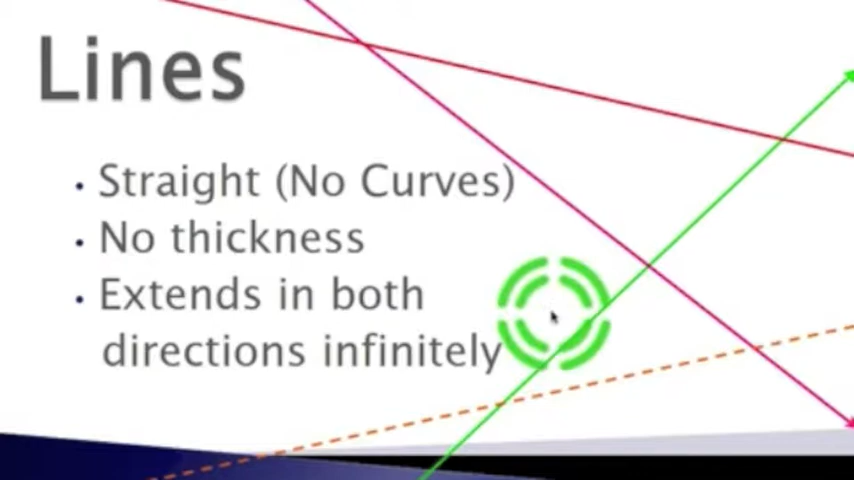 Lines
• Straight (No Curves)
• No thickness
• Extends in both
directions infinitely